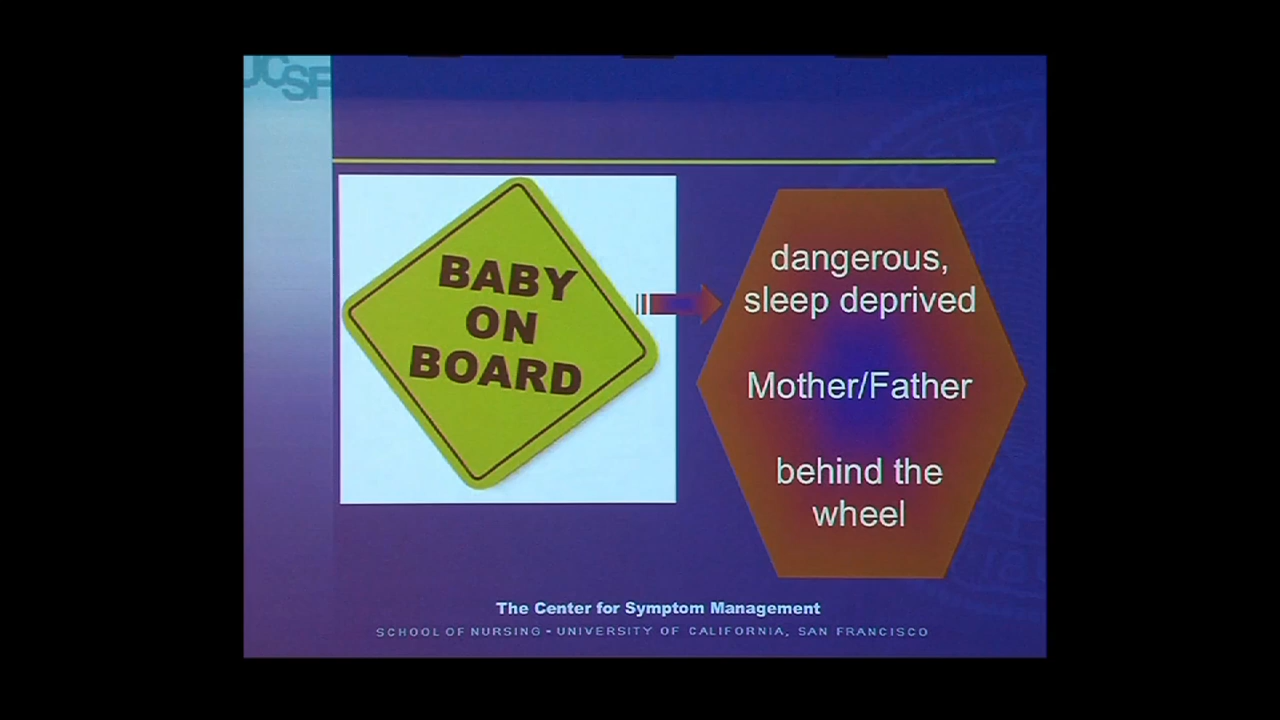 UCSF
BABY
ON
BOARD
dangerous,
sleep deprived
Mother/Father
behind the
wheel
The Center for Symptom Management
SCHOOL OF NURSING - UNIVERSITY OF CALIFORNIA, SAN FRANCISCO